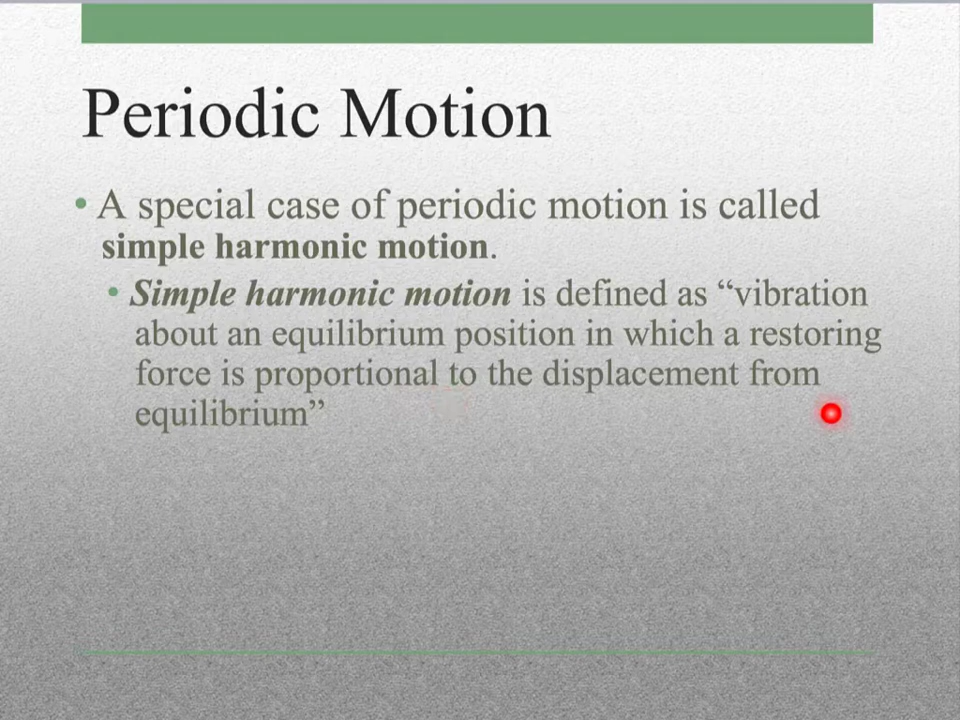 Periodic Motion
• A special case of periodic motion is called
simple harmonic motion.
• Simple harmonic motion is defined as “vibration
about an equilibrium position in which a restoring
force is proportional to the displacement from
equilibrium”